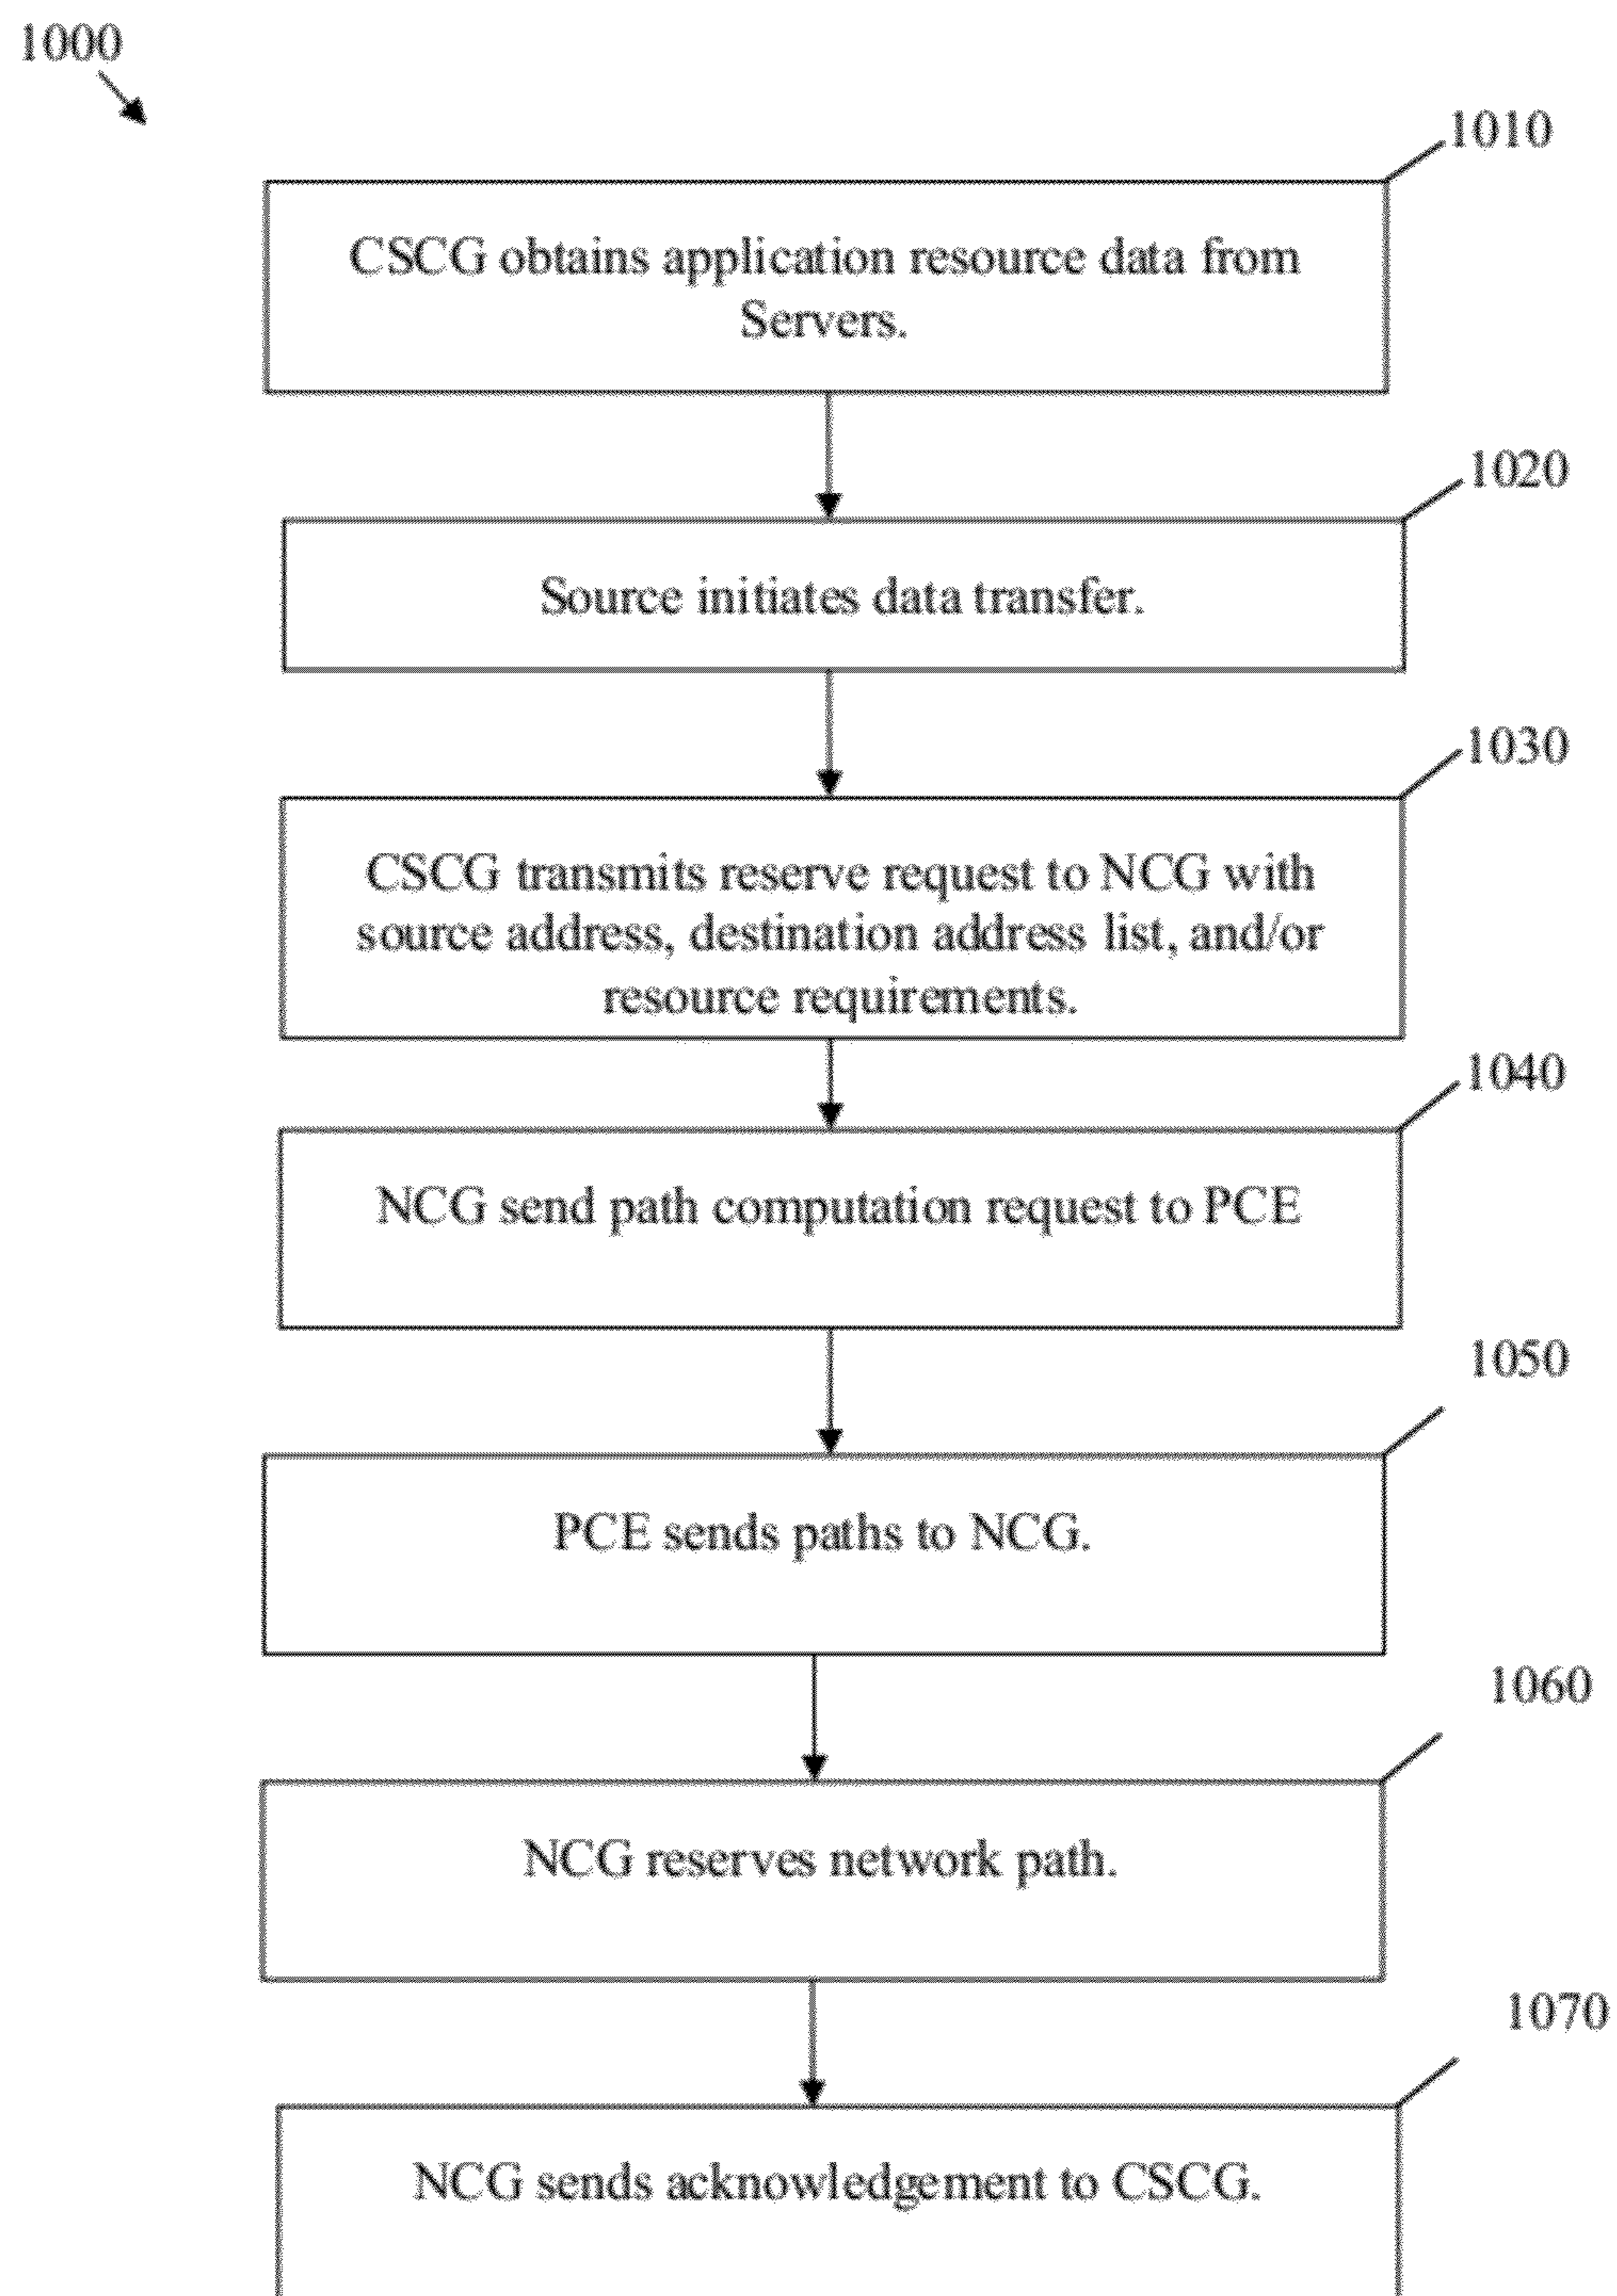 1000
1010
CSCG obtains application resource data from
Servers.
1020
Source initiates data transfer.
1030
CSCG transmits reserve request to NCG with
source address, destination address list, and/or
resource requirements.
1040
NCG send path computation request to PCE
1050
PCE sends paths to NCG.
1060
NCG reserves network path.
1070
NCG sends acknowledgement to CSCG.